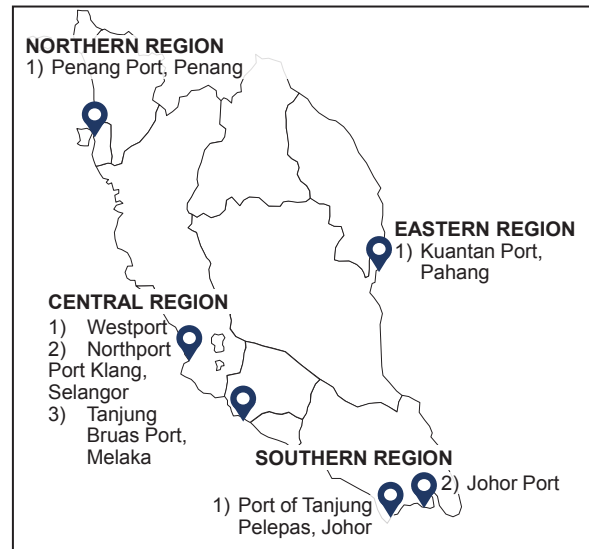 NORTHERN REGION
1) Penang Port, Penang
EASTERN REGION
1) Kuantan Port,
Pahang
CENTRAL REGION
1) Westport
2) Northport
Port Klang,
Selangor
3) Tanjung
Bruas Port,
Melaka
SOUTHERN REGION
1) Port of Tanjung
Pelepas, Johor
2) Johor Port